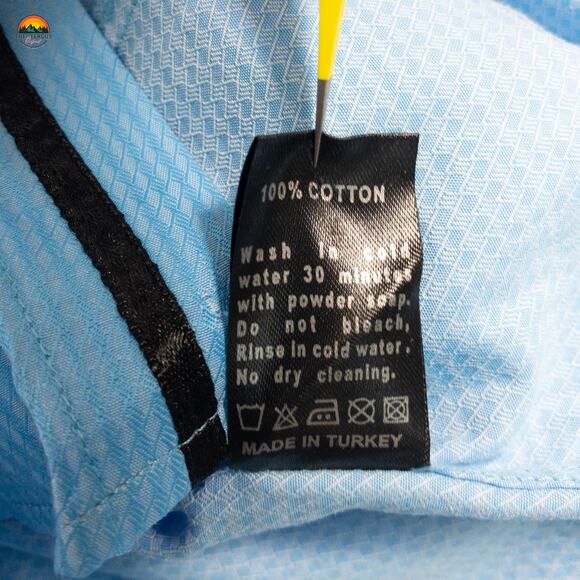 100% COTTON
Wash in cold
water 30 minutes
with powder soap.
Do not bleach,
Rinse in cold water.
No dry cleaning.
MADE IN TURKEY